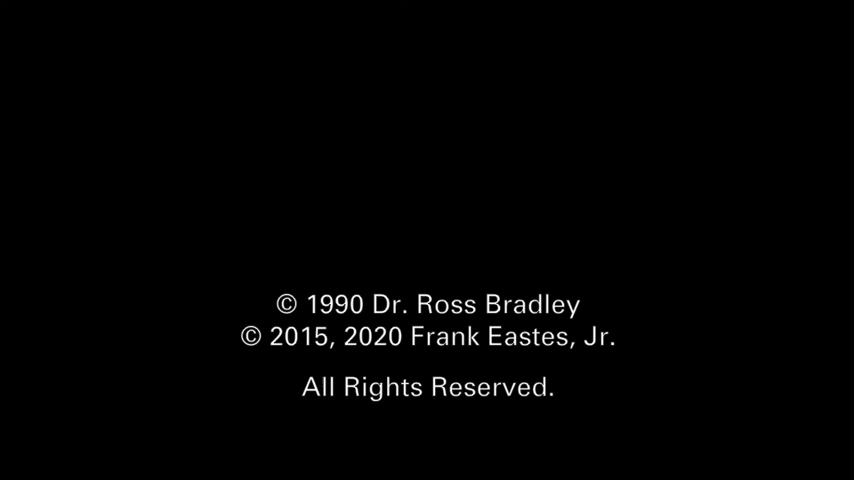 © 1990 Dr. Ross Bradley
© 2015, 2020 Frank Eastes, Jr.
All Rights Reserved.